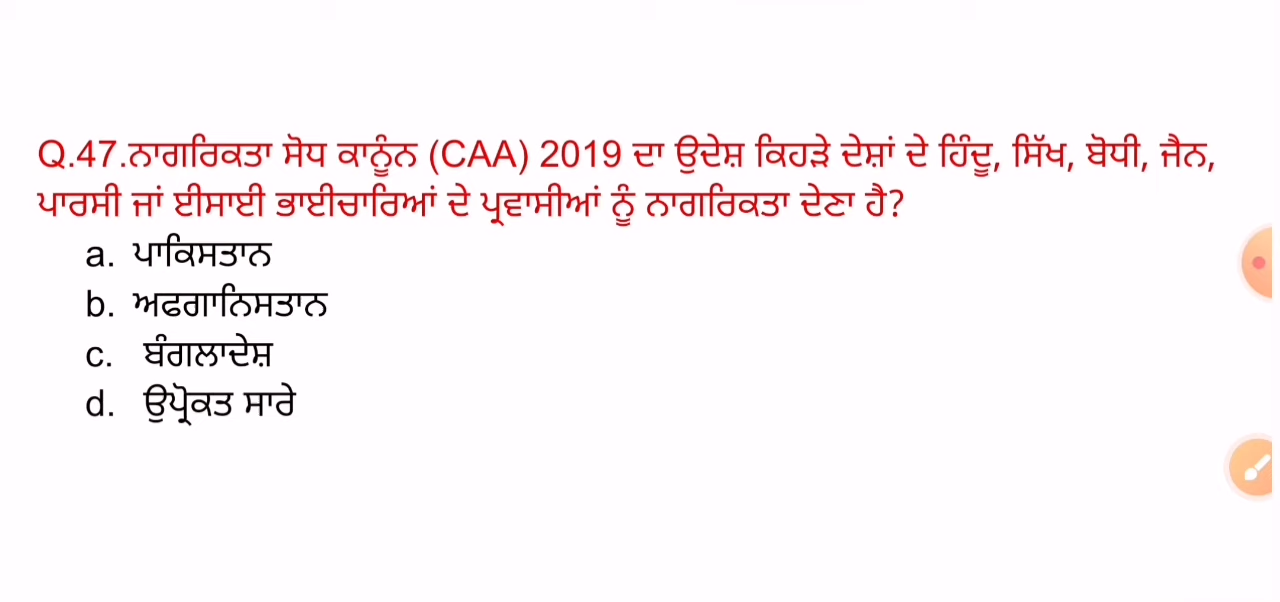 Q.47.ਨਾਗਰਿਕਤਾ ਸੋਧ ਕਾਨੂੰਨ (CAA) 2019 ਦਾ ਉਦੇਸ਼ ਕਿਹੜੇ ਦੇਸ਼ਾਂ ਦੇ ਹਿੰਦੂ, ਸਿੱਖ, ਬੋਧੀ, ਜੈਨ,
ਪਾਰਸੀ ਜਾਂ ਈਸਾਈ ਭਾਈਚਾਰਿਆਂ ਦੇ ਪ੍ਰਵਾਸੀਆਂ ਨੂੰ ਨਾਗਰਿਕਤਾ ਦੇਣਾ ਹੈ?
a. ਪਾਕਿਸਤਾਨ
b. ਅਫਗਾਨਿਸਤਾਨ
c. ਬੰਗਲਾਦੇਸ਼
d. ਉਪ੍ਰੋਕਤ ਸਾਰੇ